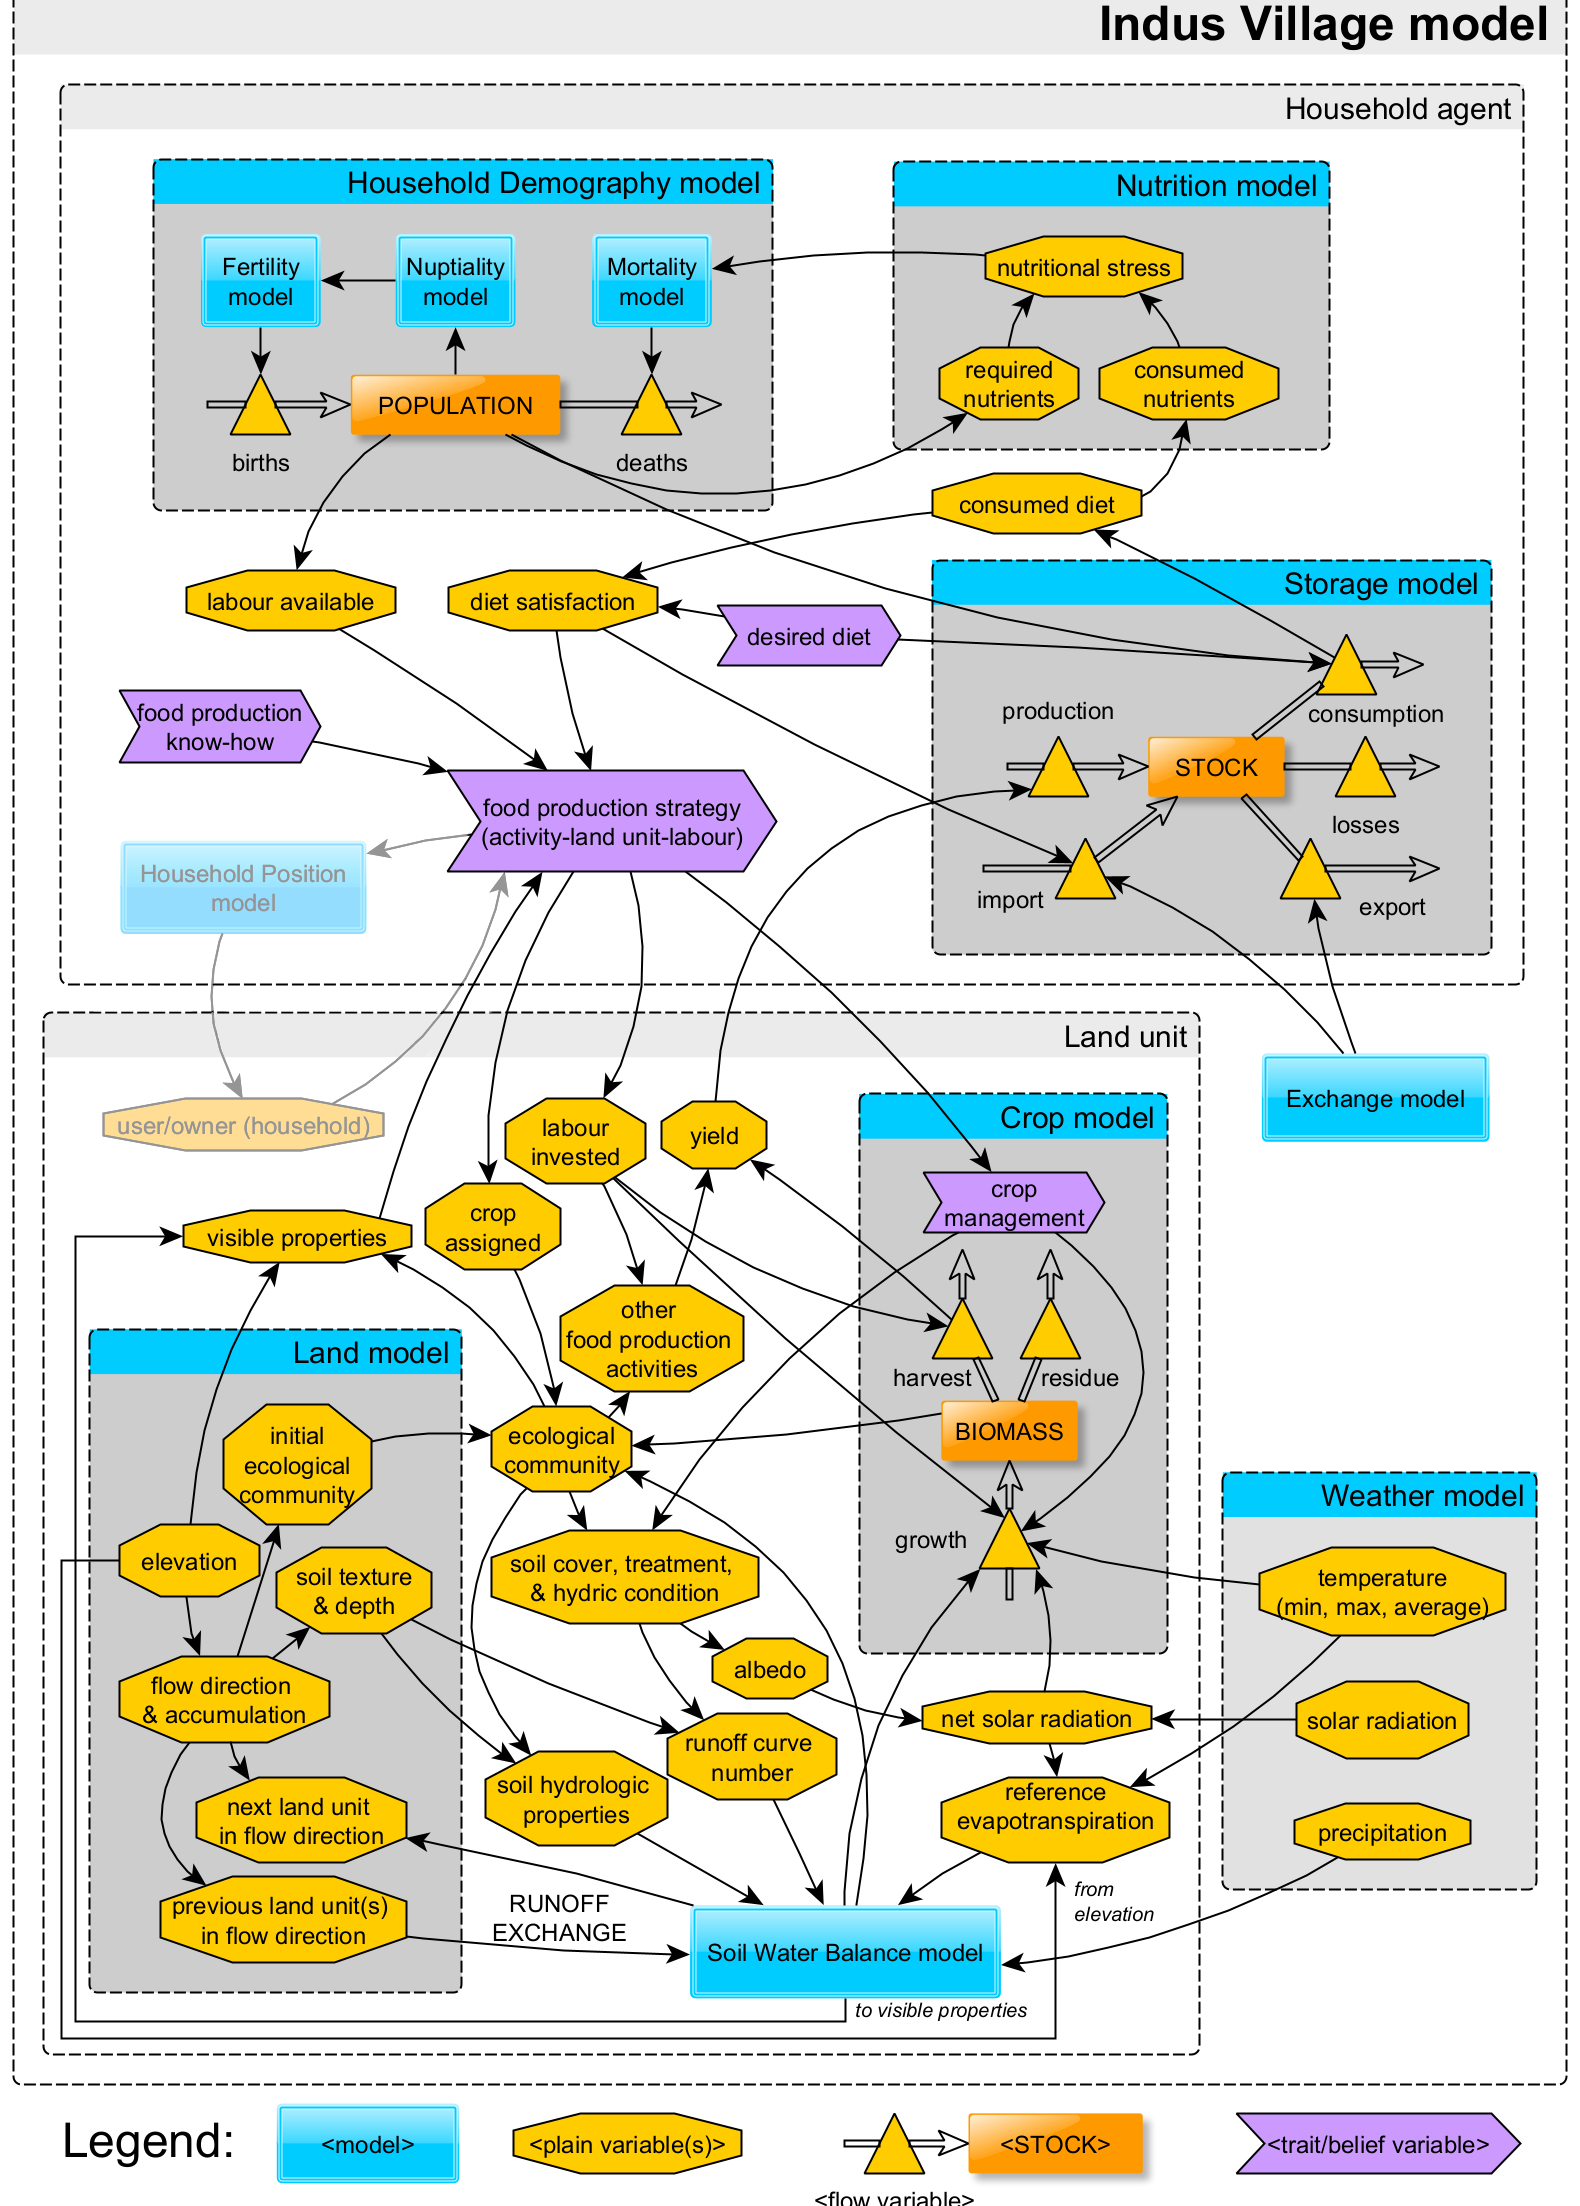 Indus Village model
Household agent
Household Demography model
Nutrition model
Fertility
model
Nuptiality
model
Mortality
model
nutritional stress
required
nutrients
consumed
nutrients
POPULATION
births
deaths
consumed diet
Storage model
labour available
diet satisfaction
desired diet
food production
know-how
production
consumption
STOCK
losses
food production strategy
(activity-land unit-labour)
Household Position
model
import
export
Land unit
Exchange model
user/owner (household)
labour
invested
yield
Crop model
crop
management
crop
assigned
visible properties
other
food production
activities
harvest
residue
Land model
BIOMASS
initial
ecological
community
ecological
community
Weather model
growth
elevation
soil texture
& depth
soil cover, treatment,
& hydric condition
temperature
(min, max, average)
flow direction
& accumulation
albedo
net solar radiation
solar radiation
runoff curve
number
soil hydrologic
properties
reference
evapotranspiration
next land unit
in flow direction
precipitation
previous land unit(s)
in flow direction
RUNOFF
EXCHANGE
from
elevation
Soil Water Balance model
to visible properties
Legend:
<model>
<plain variable(s)>
<STOCK>
<trait/belief variable>
<flow variable>